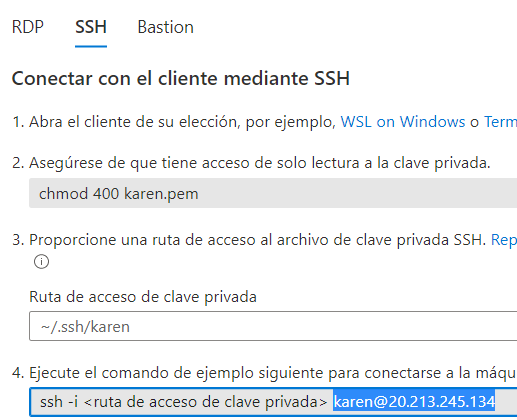 RDP SSH Bastion
Conectar con el cliente mediante SSH
1. Abra el cliente de su elección, por ejemplo, WSL on Windows o Term
2. Asegúrese de que tiene acceso de solo lectura a la clave privada.
chmod 400 karen.pem
3. Proporcione una ruta de acceso al archivo de clave privada SSH. Rep
Ruta de acceso de clave privada
~/.ssh/karen
4. Ejecute el comando de ejemplo siguiente para conectarse a la máqu
ssh -i <ruta de acceso de clave privada> karen@20.213.245.134